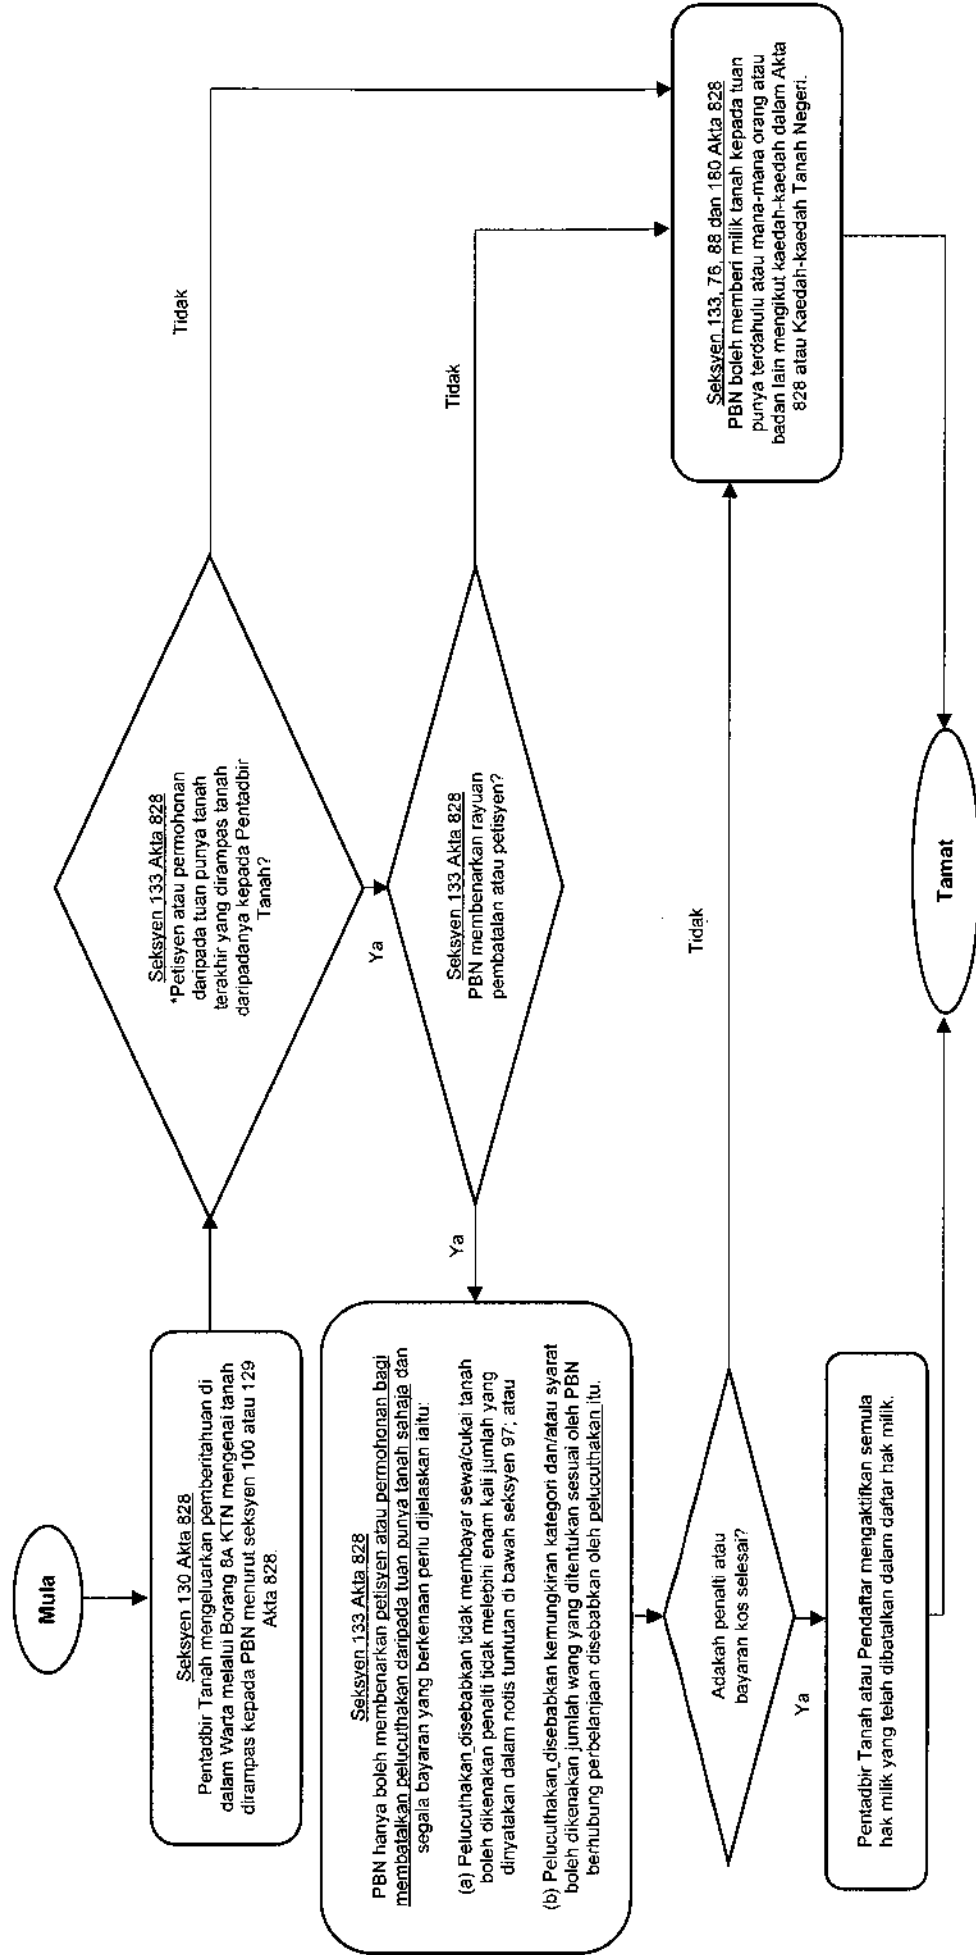 Mula
Seksyen 130 Akta 828
Pentadbir Tanah mengeluarkan pemberitahuan di
dalam Warta melalui Borang 8A KTN mengenai tanah
dirampas kepada PBN menurut seksyen 100 atau 129
Akta 828.
Seksyen 133 Akta 828
*Petisyen atau permohonan
daripada tuan punya tanah
terakhir yang dirampas tanah
daripadanya kepada Pentadbir
Tanah?
Tidak
Ya
Seksyen 133 Akta 828
PBN membenarkan rayuan
pembatalan atau petisyen?
Tidak
Ya
Seksyen 133 Akta 828
PBN hanya boleh membenarkan petisyen atau permohonan bagi
membatalkan pelucuthakan daripada tuan punya tanah sahaja dan
segala bayaran yang berkenaan perlu dijelaskan iaitu:
(a) Pelucuthakan disebabkan tidak membayar sewa/cukai tanah
boleh dikenakan penalti tidak melebihi enam kali jumlah yang
dinyatakan dalam notis tuntutan di bawah seksyen 97; atau
(b) Pelucuthakan disebabkan kemungkiran kategori dan/atau syarat
boleh dikenakan jumlah wang yang ditentukan sesuai oleh PBN
berhubung perbelanjaan disebabkan oleh pelucuthakan itu.
Adakah penalti atau
bayaran kos selesai?
Tidak
Ya
Seksyen 133, 76, 88 dan 180 Akta 828
PBN boleh memberi milik tanah kepada tuan
punya terdahulu atau mana-mana orang atau
badan lain mengikut kaedah-kaedah dalam Akta
828 atau Kaedah-kaedah Tanah Negeri.
Pentadbir Tanah atau Pendaftar mengaktifkan semula
hak milik yang telah dibatalkan dalam daftar hak milik.
Tamat